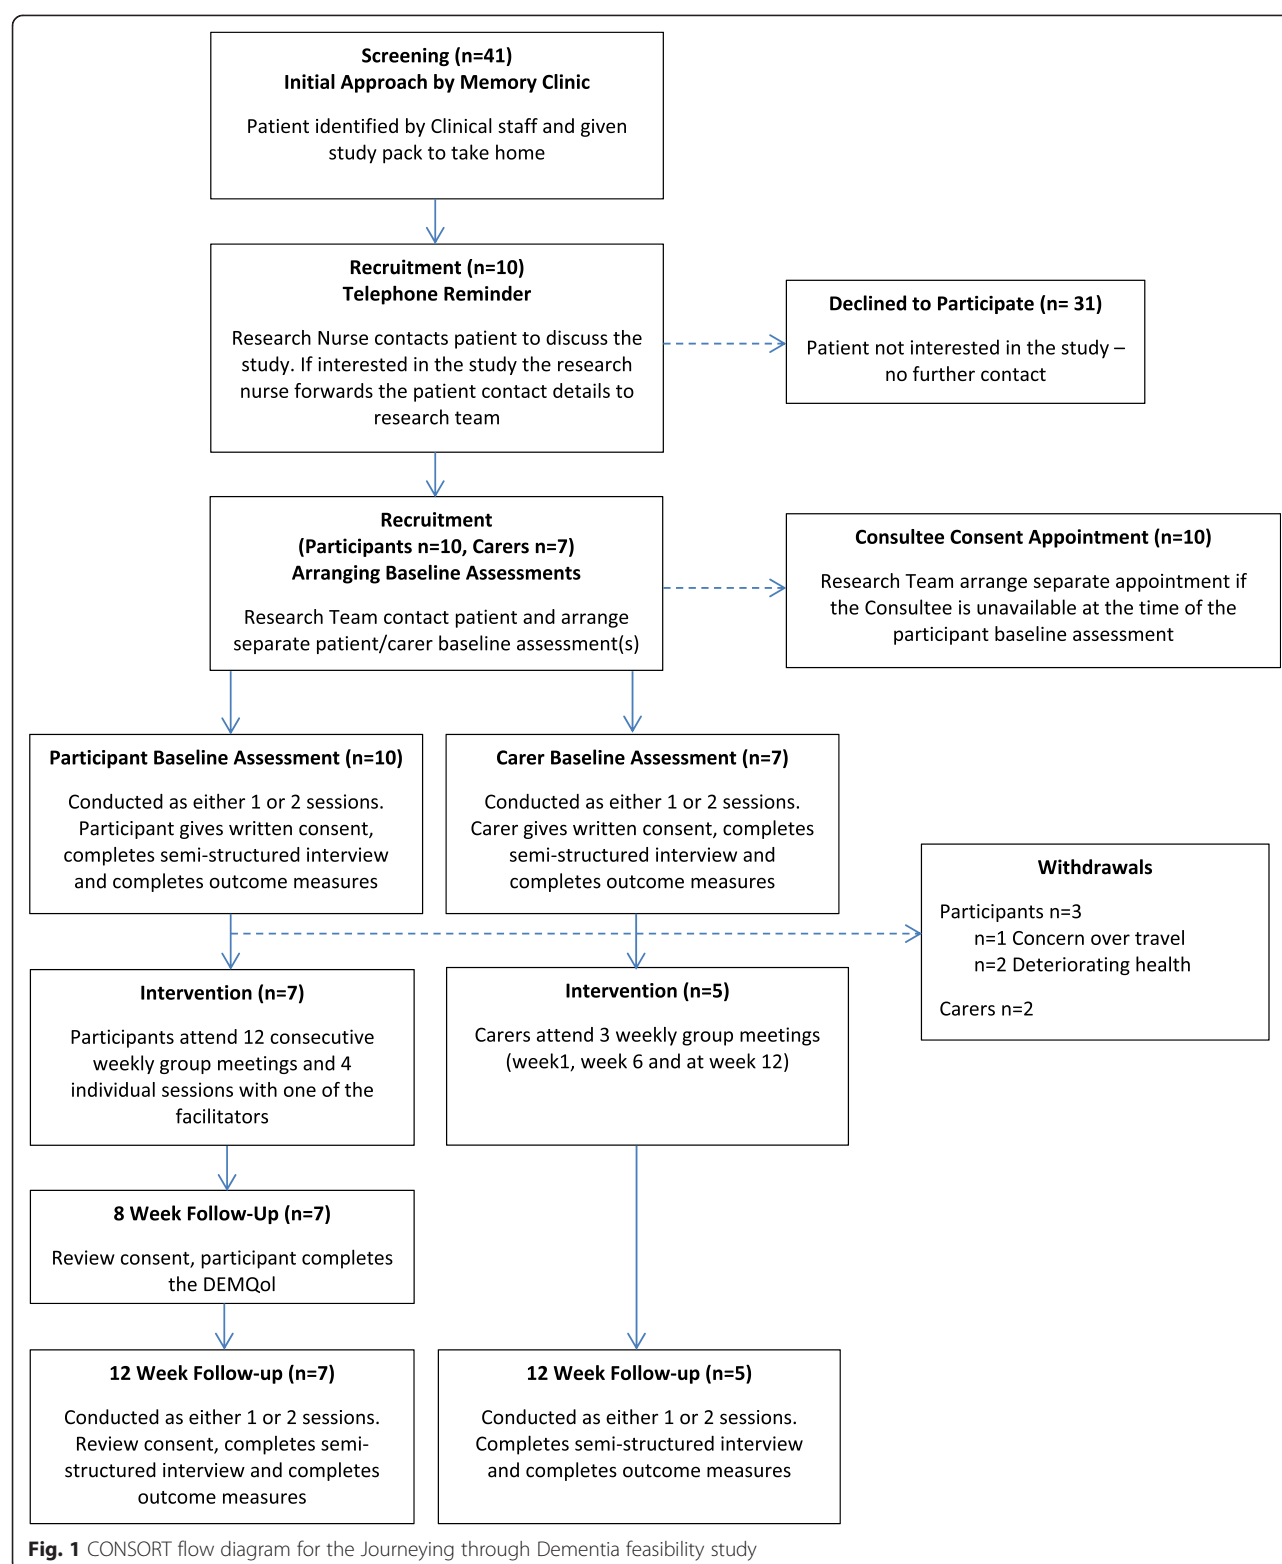 Screening (n=41)
Initial Approach by Memory Clinic
Patient identified by Clinical staff and given
study pack to take home
Recruitment (n=10)
Telephone Reminder
Research Nurse contacts patient to discuss the
study. If interested in the study the research
nurse forwards the patient contact details to
research team
Declined to Participate (n= 31)
Patient not interested in the study –
no further contact
Recruitment
(Participants n=10, Carers n=7)
Arranging Baseline Assessments
Research Team contact patient and arrange
separate patient/carer baseline assessment(s)
Consultee Consent Appointment (n=10)
Research Team arrange separate appointment if
the Consultee is unavailable at the time of the
participant baseline assessment
Participant Baseline Assessment (n=10)
Conducted as either 1 or 2 sessions.
Participant gives written consent,
completes semi-structured interview
and completes outcome measures
Carer Baseline Assessment (n=7)
Conducted as either 1 or 2 sessions.
Carer gives written consent, completes
semi-structured interview and
completes outcome measures
Withdrawals
Participants n=3
n=1 Concern over travel
n=2 Deteriorating health
Carers n=2
Intervention (n=7)
Participants attend 12 consecutive
weekly group meetings and 4
individual sessions with one of the
facilitators
Intervention (n=5)
Carers attend 3 weekly group meetings
(week1, week 6 and at week 12)
8 Week Follow-Up (n=7)
Review consent, participant completes
the DEMQol
12 Week Follow-up (n=7)
Conducted as either 1 or 2 sessions.
Review consent, completes semi-
structured interview and completes
outcome measures
12 Week Follow-up (n=5)
Conducted as either 1 or 2 sessions.
Completes semi-structured interview
and completes outcome measures
Fig. 1 CONSORT flow diagram for the Journeying through Dementia feasibility study